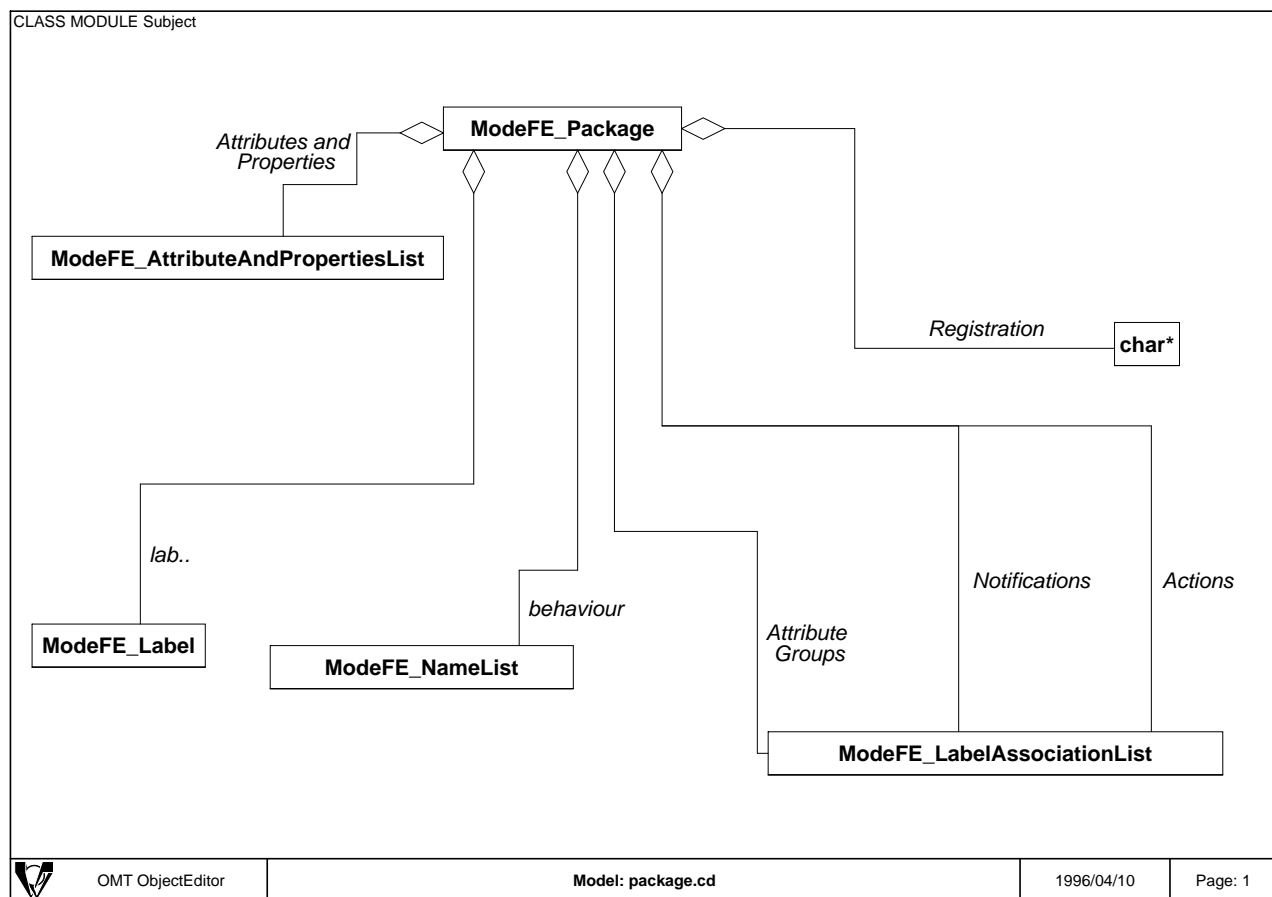 CLASS MODULE Subject
ModeFE_Package
Attributes and
Properties
ModeFE_AttributeAndPropertiesList
Registration
char*
lab..
Notifications
Actions
behaviour
Attribute
Groups
ModeFE_Label
ModeFE_NameList
ModeFE_LabelAssociationList
OMT ObjectEditor
Model: package.cd
1996/04/10
Page: 1